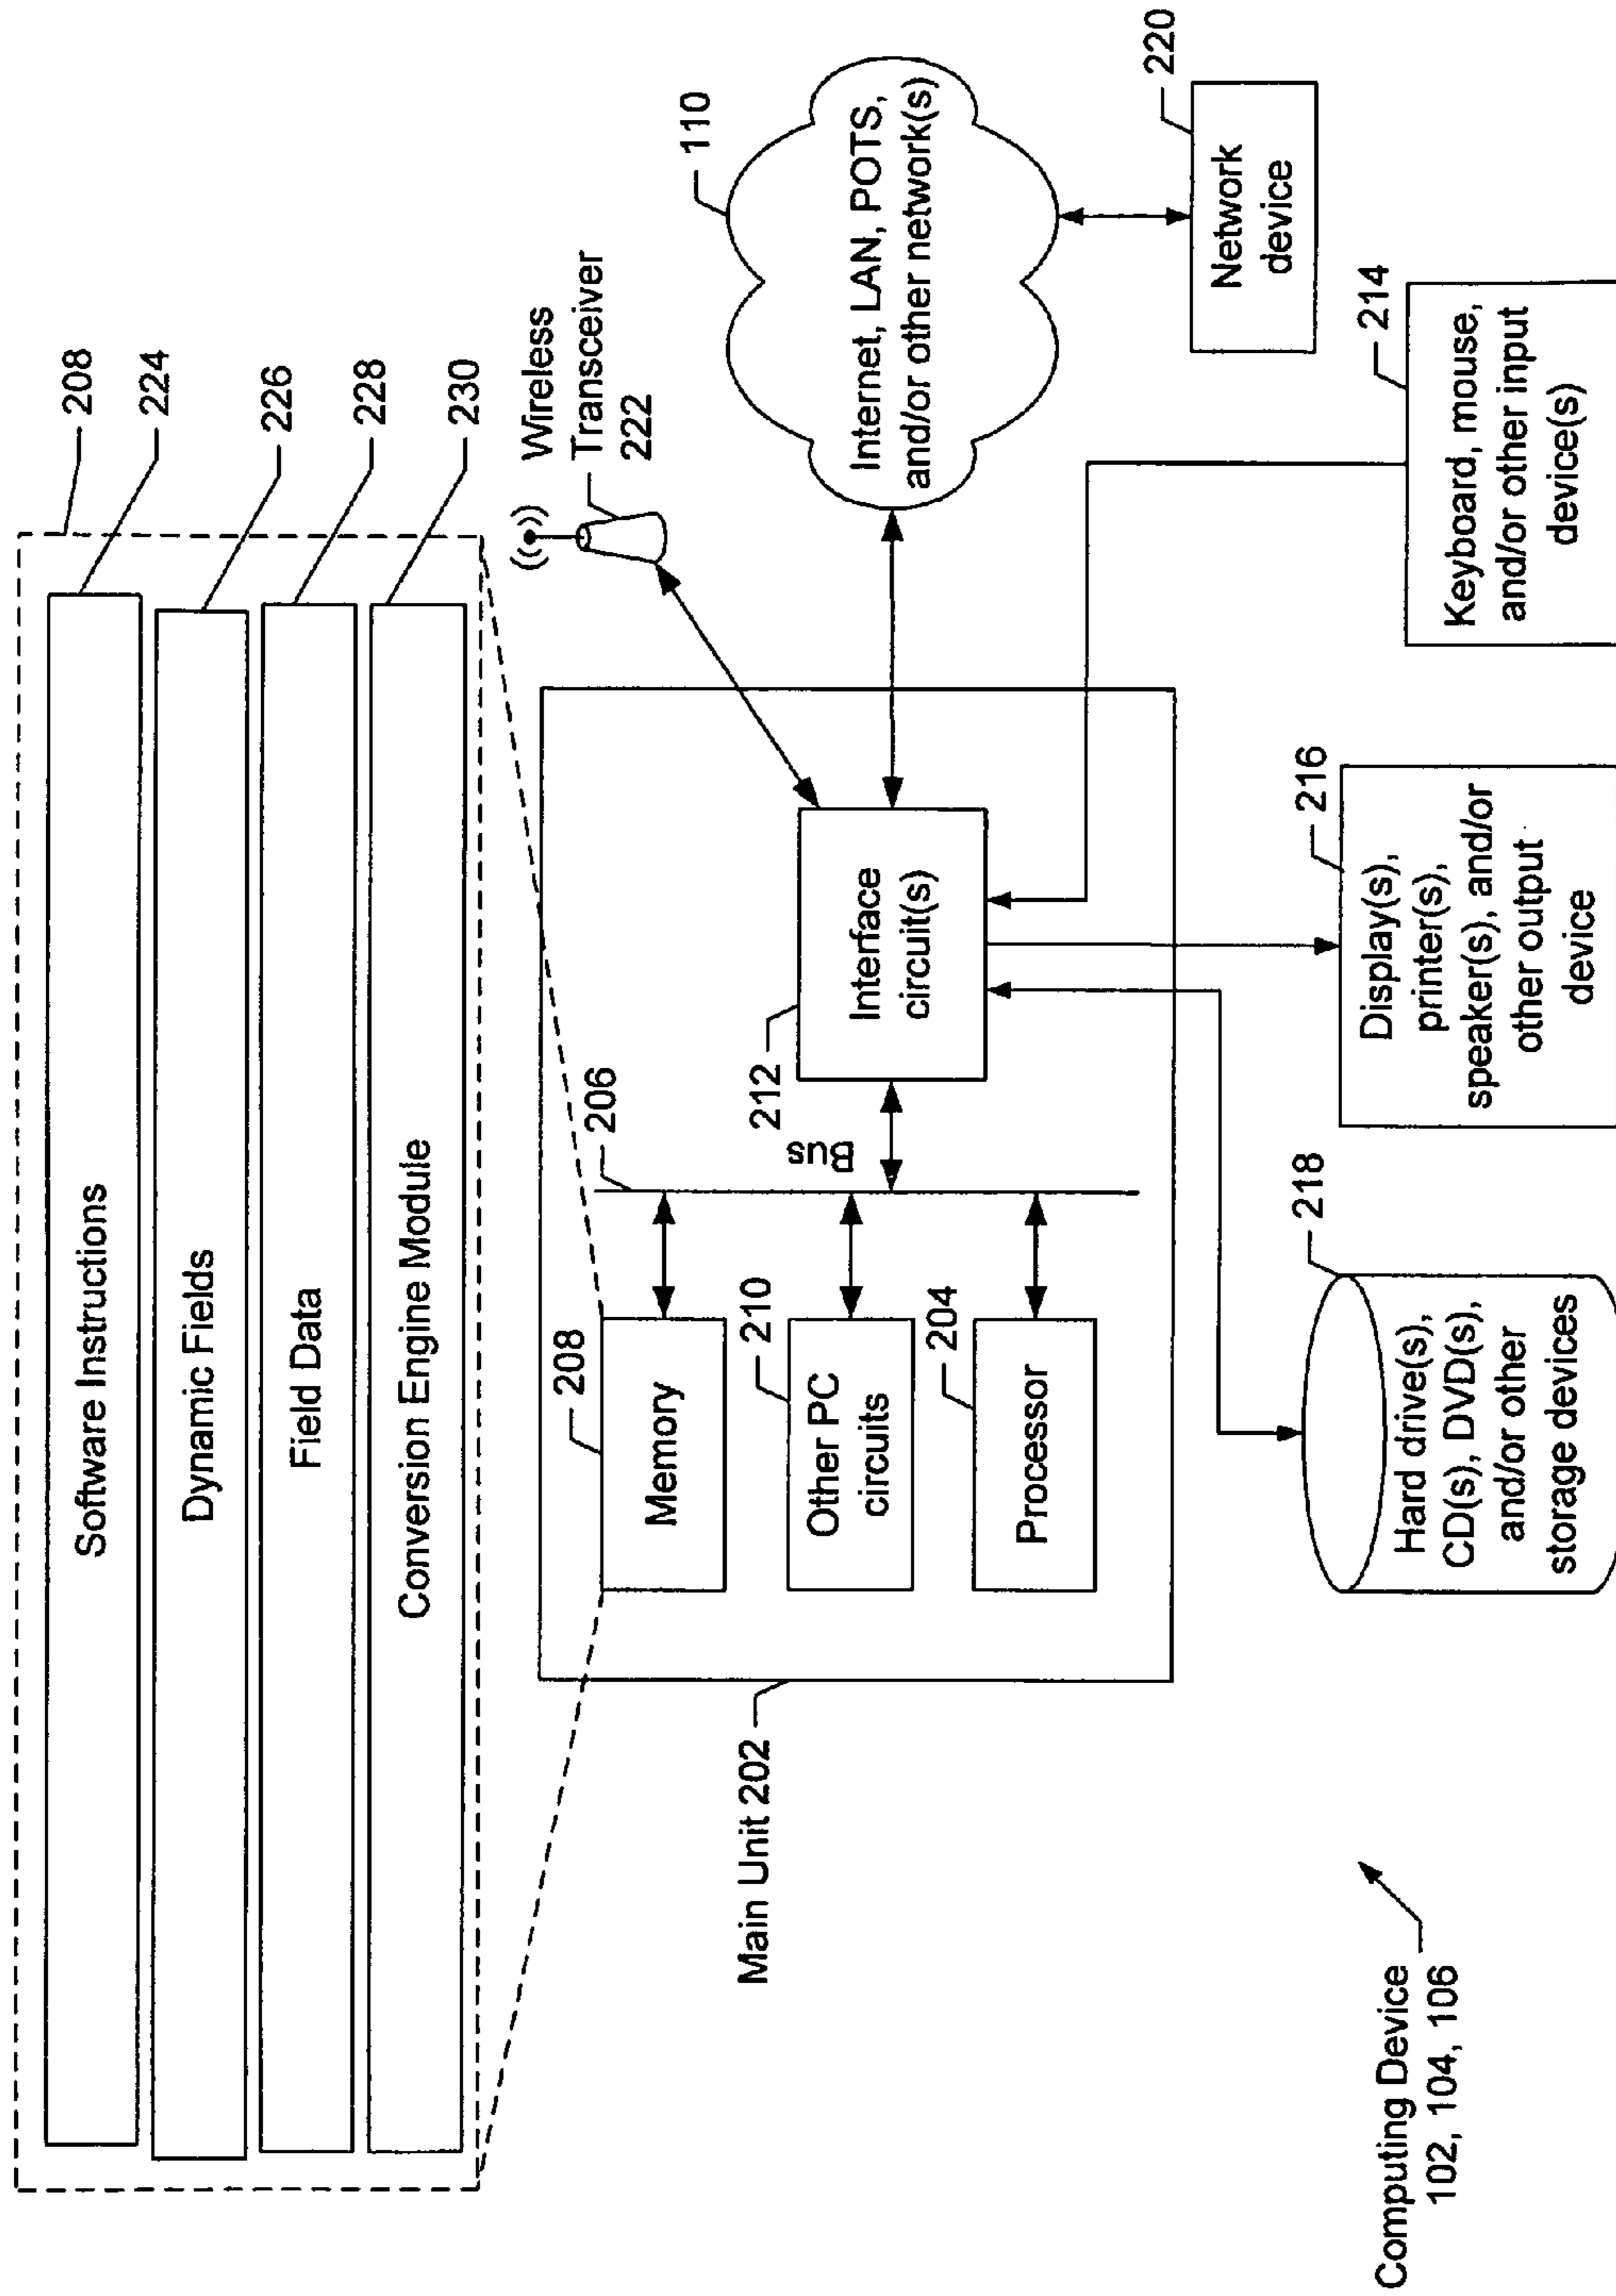 208
Software Instructions
224
Dynamic Fields
226
Field Data
228
Conversion Engine Module
230
Wireless
Transceiver
222
Main Unit 202
208
Memory
210
Other PC
circuits
204
Processor
206
Bus
212
Interface
circuit(s)
110
Internet, LAN, POTS,
and/or other network(s)
220
Network
device
218
Hard drive(s),
CD(s), DVD(s),
and/or other
storage devices
216
Display(s),
printer(s),
speaker(s), and/or
other output
device
214
Keyboard, mouse,
and/or other input
device(s)
Computing Device
102, 104, 106